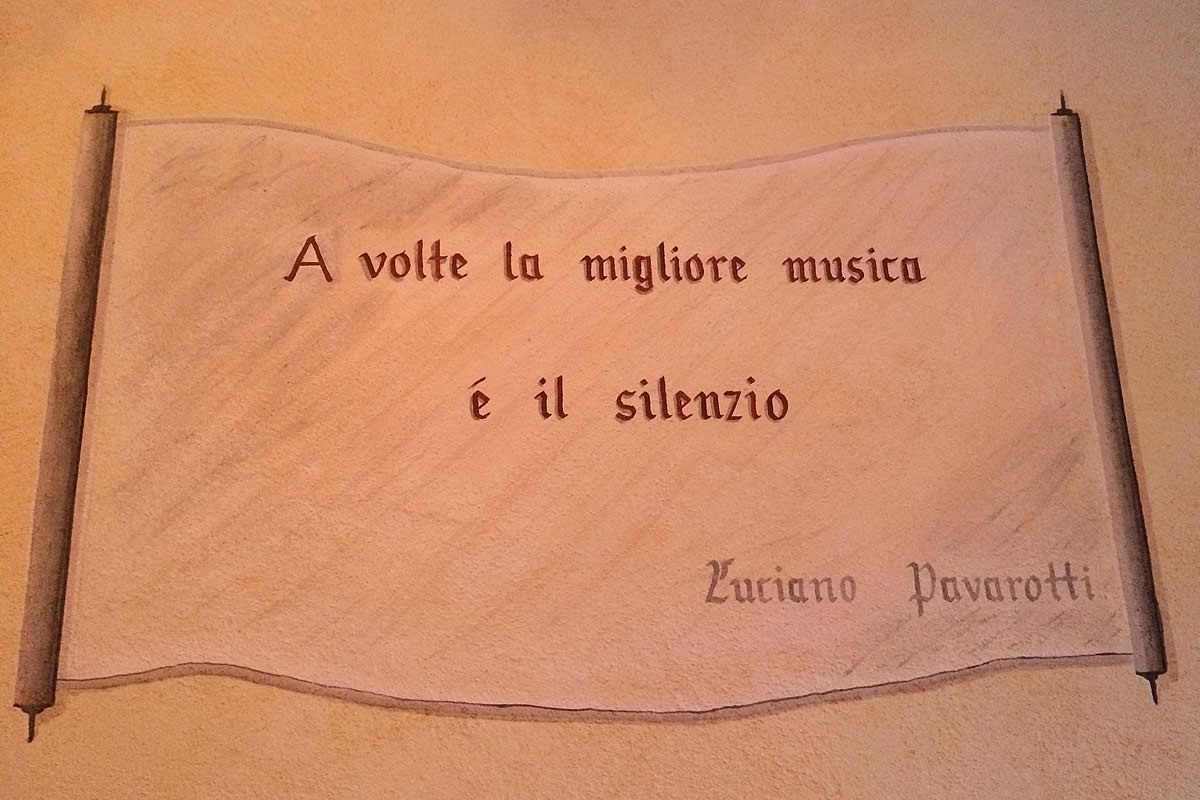 A volte la migliore musica
é il silenzio
Luciano Pavarotti